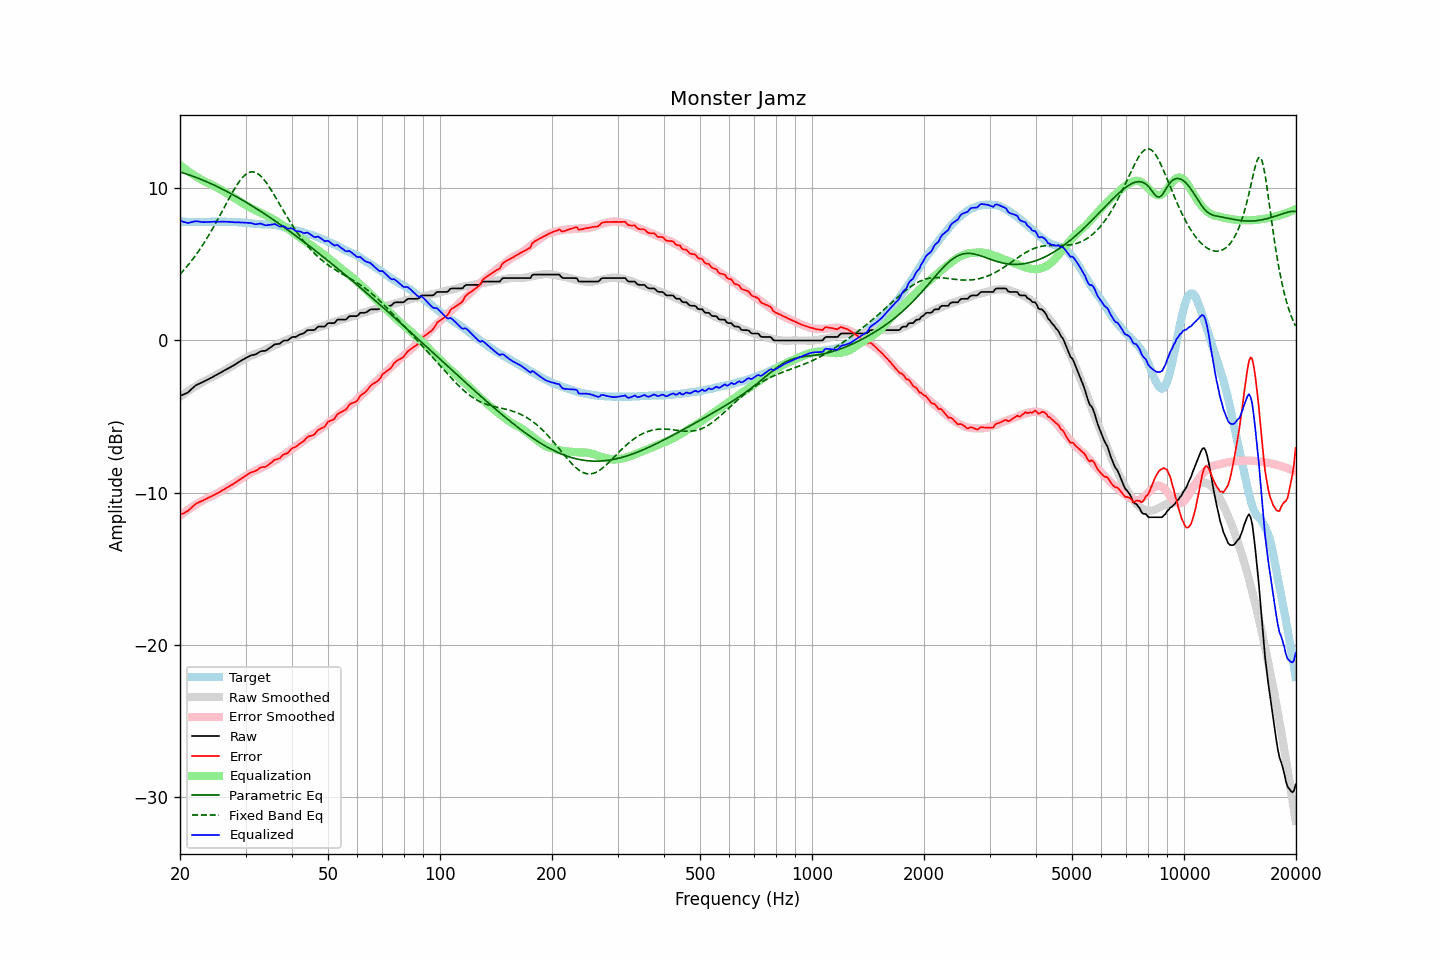 Monster Jamz
Amplitude (dBr)
10
0
−10
−20
−30
Target
Raw Smoothed
Error Smoothed
Raw
Error
Equalization
Parametric Eq
Fixed Band Eq
Equalized
20 50 100 200 500 1000 2000 5000 10000 20000
Frequency (Hz)